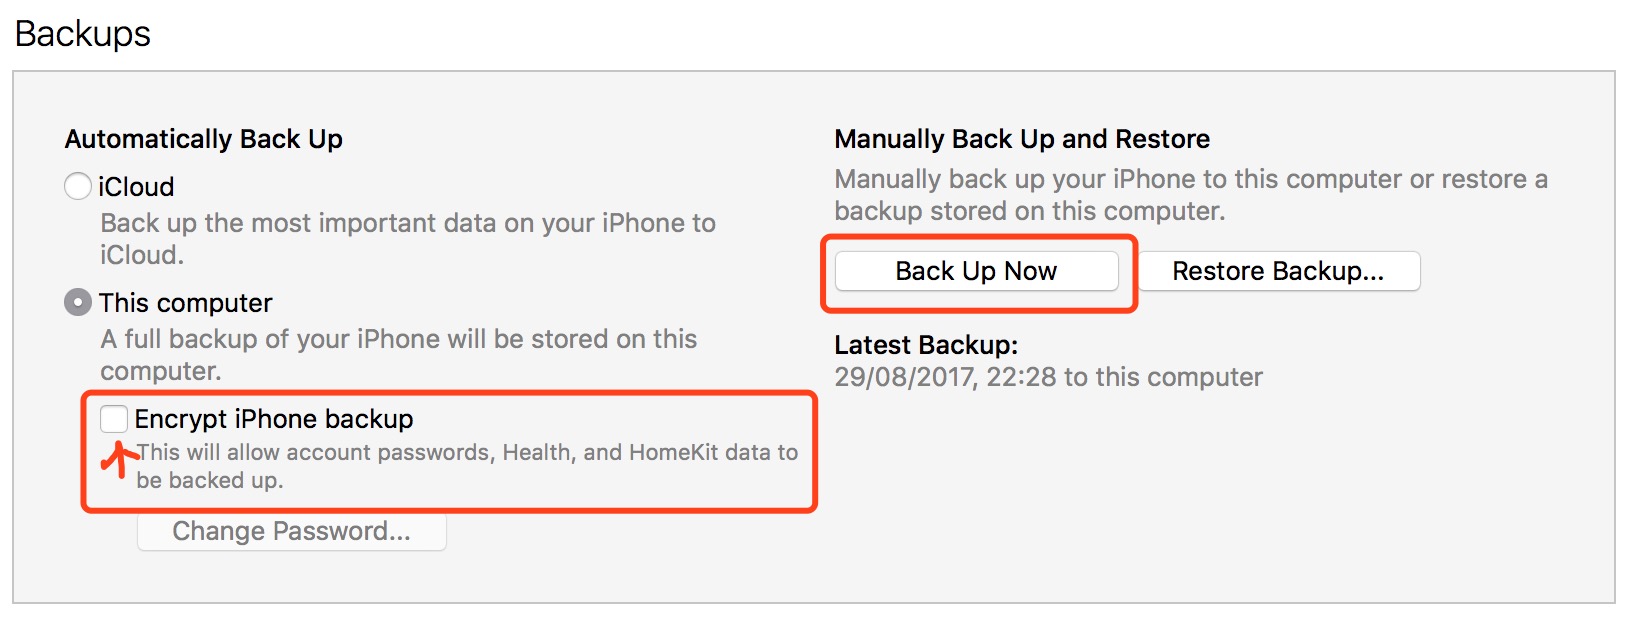 Backups
Automatically Back Up
iCloud
Back up the most important data on your iPhone to
iCloud.
This computer
A full backup of your iPhone will be stored on this
computer.
Encrypt iPhone backup
This will allow account passwords, Health, and HomeKit data to
be backed up.
Change Password...
Manually Back Up and Restore
Manually back up your iPhone to this computer or restore a
backup stored on this computer.
Back Up Now
Restore Backup...
Latest Backup:
29/08/2017, 22:28 to this computer